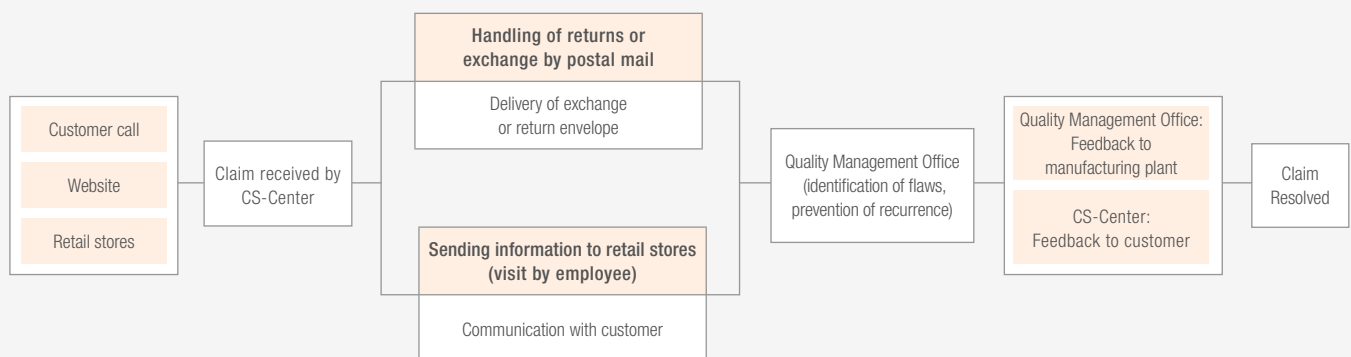 Customer call
Website
Retail stores
Claim received by
CS-Center
Handling of returns or
exchange by postal mail
Delivery of exchange
or return envelope
Sending information to retail stores
(visit by employee)
Communication with customer
Quality Management Office
(identification of flaws,
prevention of recurrence)
Quality Management Office:
Feedback to
manufacturing plant
CS-Center:
Feedback to customer
Claim
Resolved